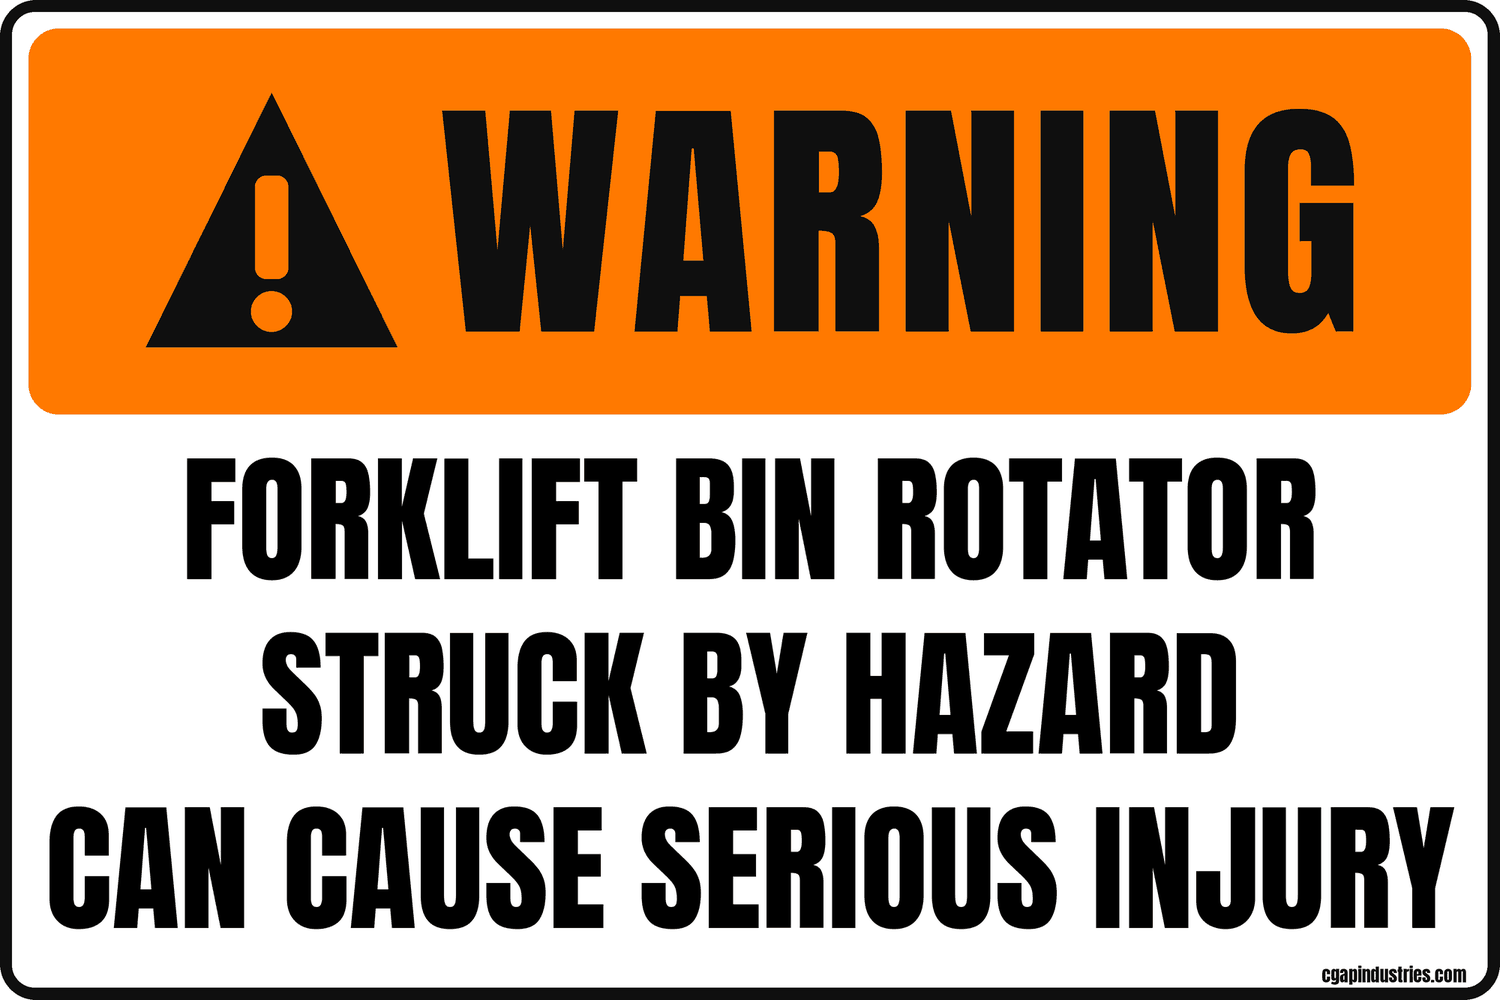 WARNING
FORKLIFT BIN ROTATOR
STRUCK BY HAZARD
CAN CAUSE SERIOUS INJURY
cgapindustries.com